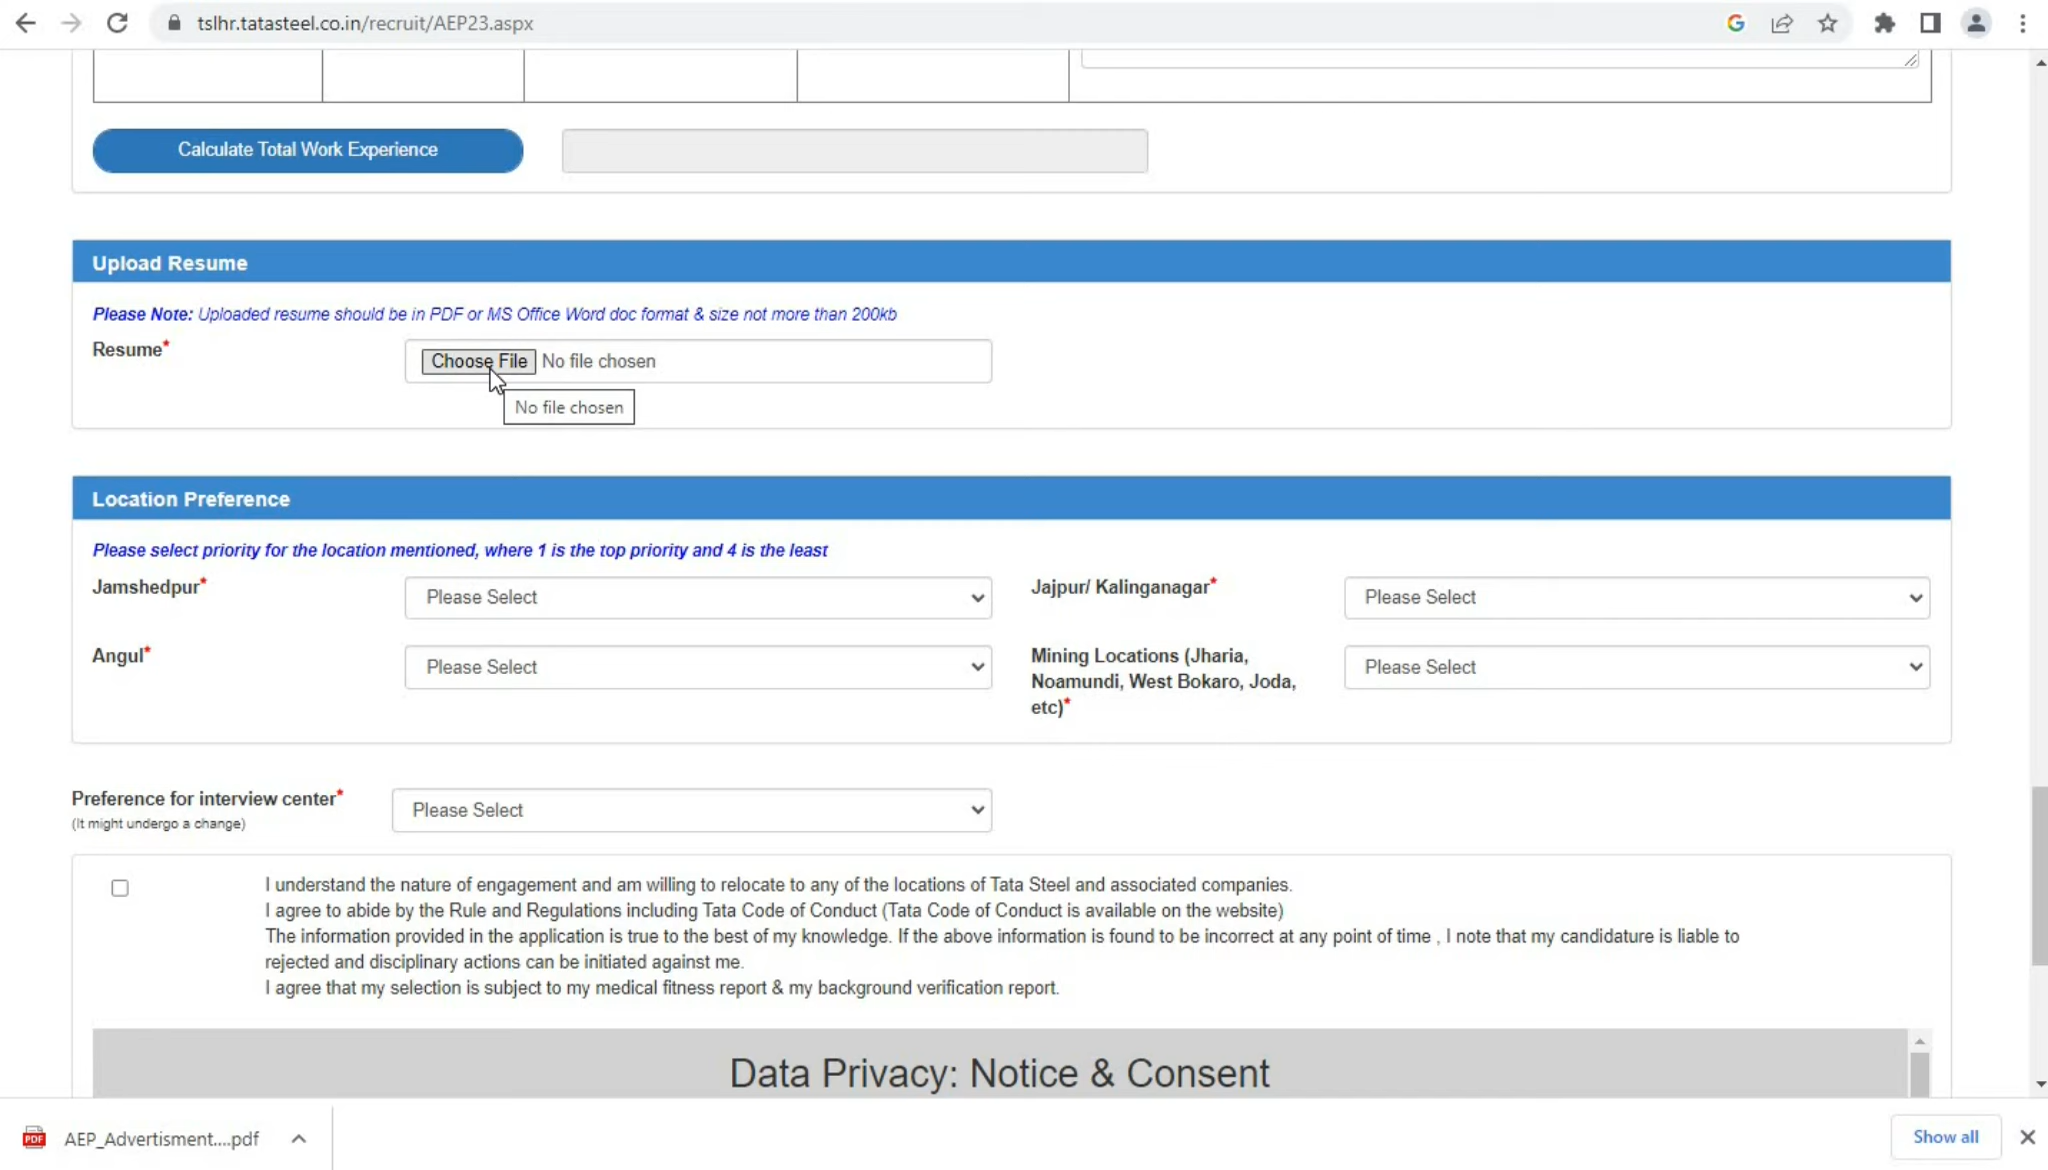 tslhr.tatasteel.co.in/recruit/AEP23.aspx
Calculate Total Work Experience
Upload Resume
Please Note: Uploaded resume should be in PDF or MS Office Word doc format & size not more than 200kb
Resume*
Choose File No file chosen
No file chosen
Location Preference
Please select priority for the location mentioned, where 1 is the top priority and 4 is the least
Jamshedpur*
Please Select
Jajpur/ Kalinganagar*
Please Select
Angul*
Please Select
Mining Locations (Jharia,
Noamundi, West Bokaro, Joda,
etc)*
Please Select
Preference for interview center*
(It might undergo a change)
Please Select
I understand the nature of engagement and am willing to relocate to any of the locations of Tata Steel and associated companies.
I agree to abide by the Rule and Regulations including Tata Code of Conduct (Tata Code of Conduct is available on the website)
The information provided in the application is true to the best of my knowledge. If the above information is found to be incorrect at any point of time , I note that my candidature is liable to
rejected and disciplinary actions can be initiated against me.
I agree that my selection is subject to my medical fitness report & my background verification report.
Data Privacy: Notice & Consent
PDF
AEP_Advertisment....pdf
Show all